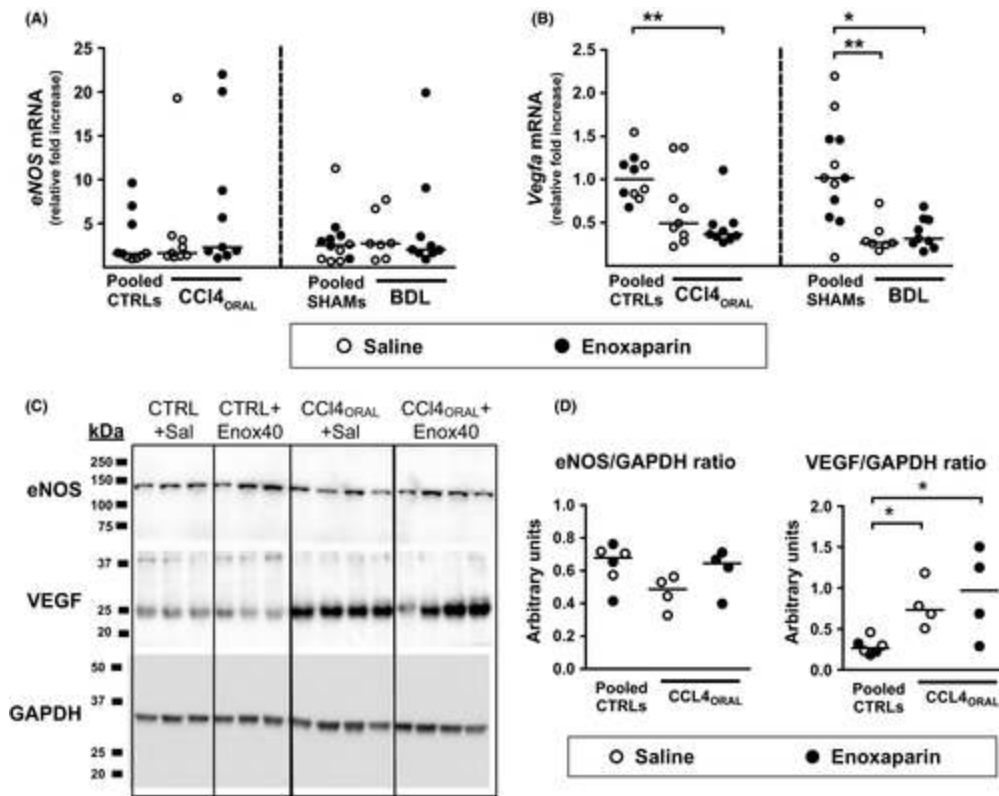 (A)
eNOS mRNA
(relative fold increase)
25
20
15
10
5
Pooled CTRLs
CCl4ORAL
Pooled SHAMs
BDL
(B)
** * **
Vegfa mRNA
(relative fold increase)
2.5
2.0
1.5
1.0
0.5
Pooled CTRLs
CCl4ORAL
Pooled SHAMs
BDL
Saline Enoxaparin
(C)
CTRL +Sal
CTRL+ Enox40
CCl4ORAL +Sal
CCl4ORAL+ Enox40
kDa
eNOS
250
150
100
75
VEGF
37
25
20
GAPDH
50
37
25
20
(D)
eNOS/GAPDH ratio
Arbitrary units
1.0
0.8
0.6
0.4
0.2
0.0
Pooled CTRLs
CCL4ORAL
VEGF/GAPDH ratio
* *
Arbitrary units
2.0
1.5
1.0
0.5
0.0
Pooled CTRLs
CCL4ORAL
Saline Enoxaparin